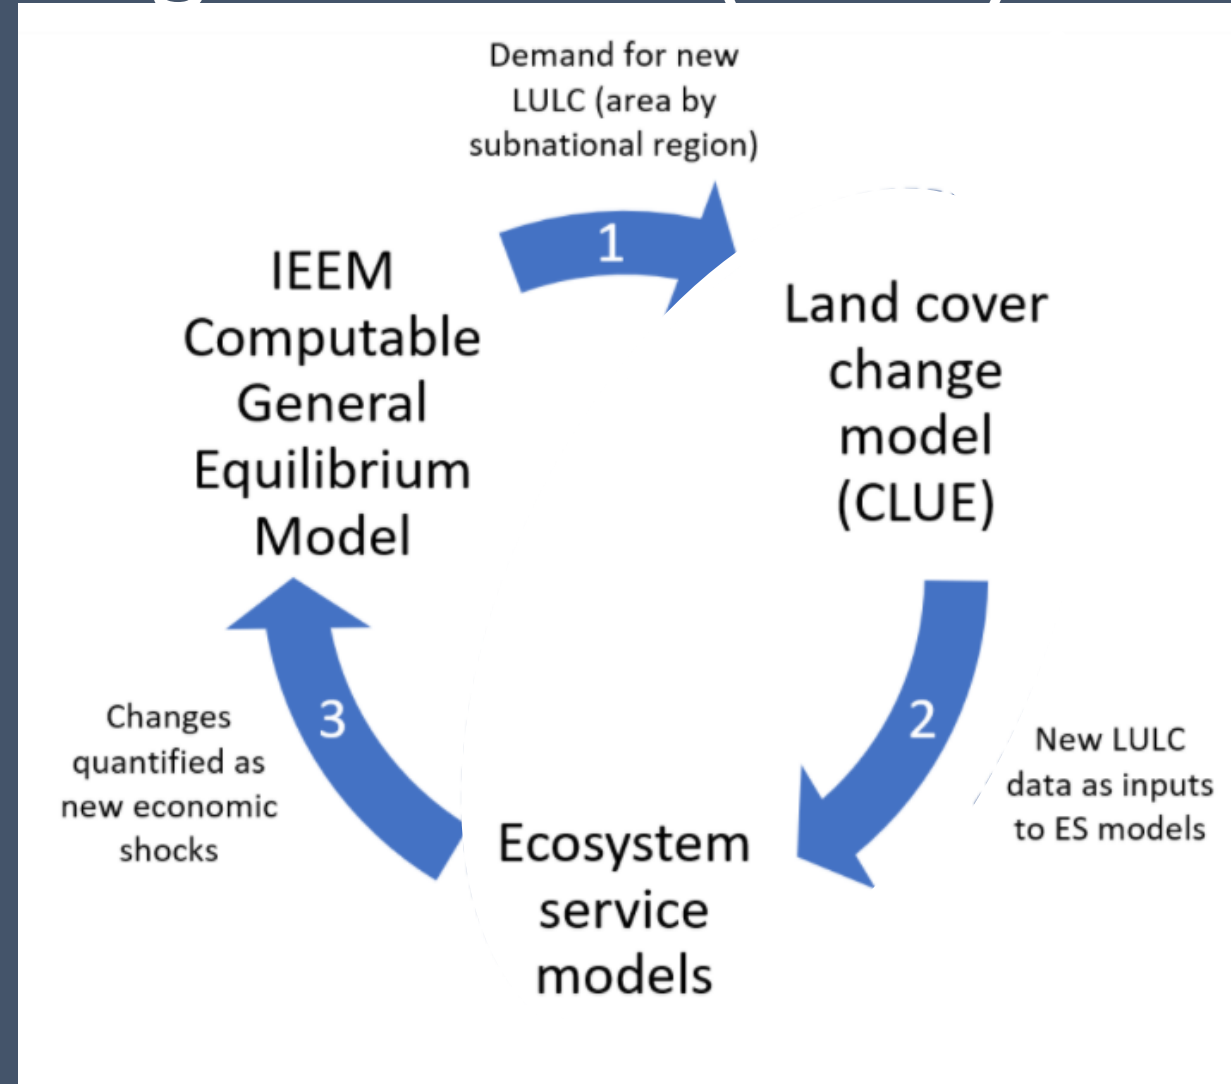 Demand for new
LULC (area by
subnational region)
1
IEEM
Computable
General
Equilibrium
Model
Land cover
change
model
(CLUE)
2
New LULC
data as inputs
to ES models
Ecosystem
service
models
3
Changes
quantified as
new economic
shocks